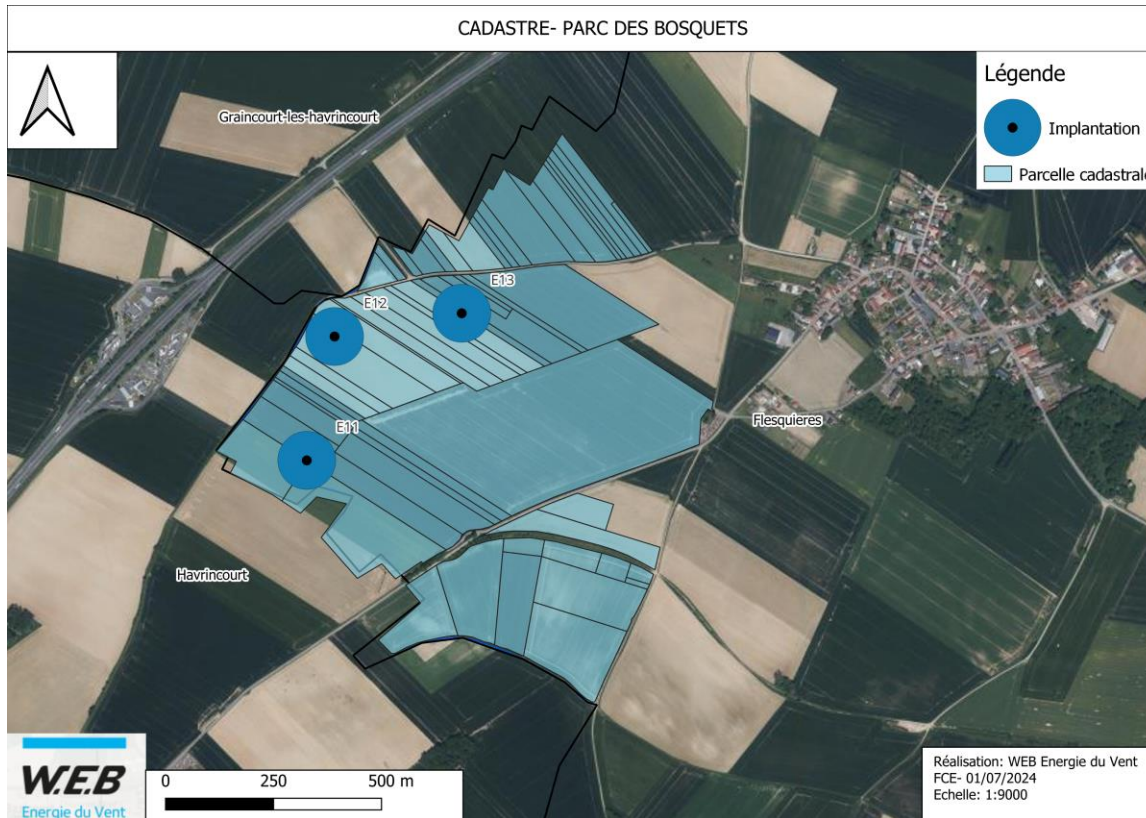 CADASTRE- PARC DES BOSQUETS
Légende
Implantation
Parcelle cadastrale
Graincourt-les-havrincourt
E13
E12
E11
Flesquieres
Havrincourt
W.E.B
Energie du Vent
0 250 500 m
Réalisation: WEB Energie du Vent
FCE- 01/07/2024
Echelle: 1:9000